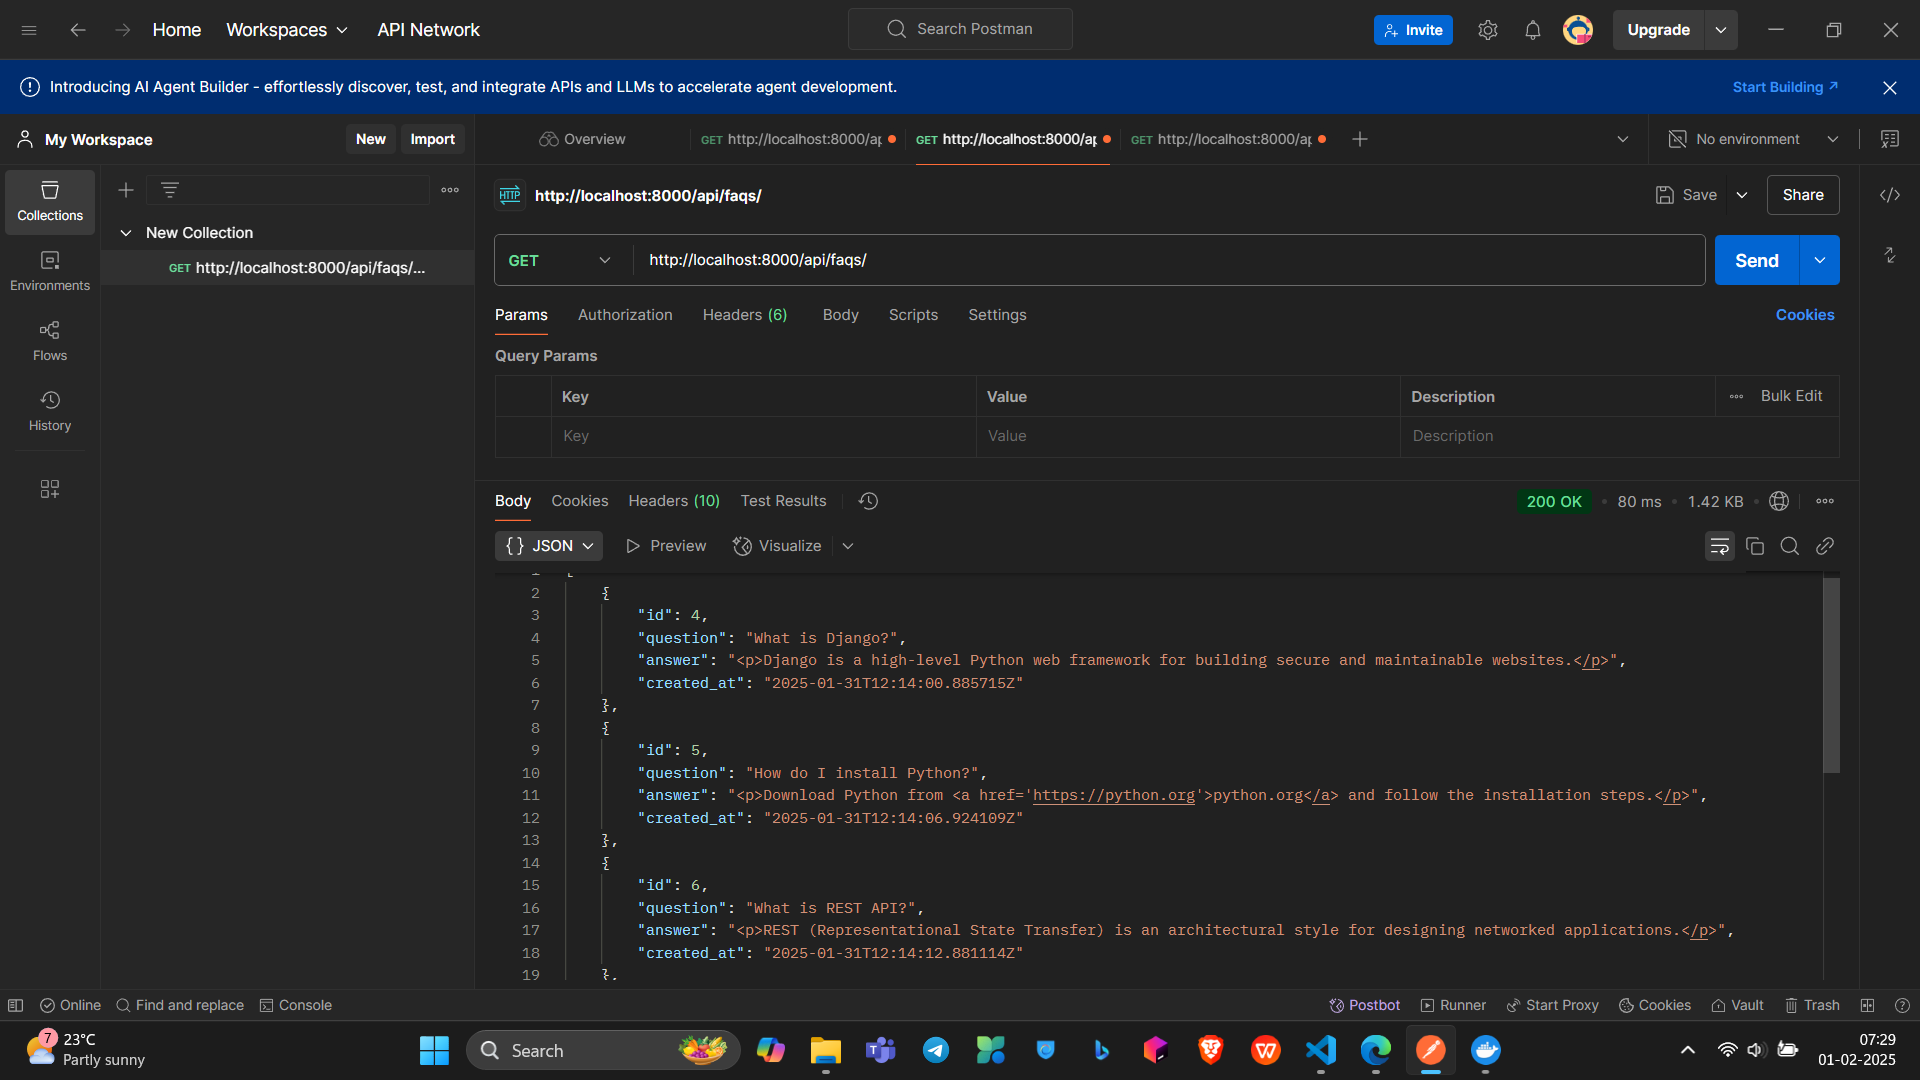 Home Workspaces API Network Search Postman Invite Upgrade
Introducing AI Agent Builder - effortlessly discover, test, and integrate APIs and LLMs to accelerate agent development. Start Building
My Workspace New Import
Overview GET http://localhost:8000/ap GET http://localhost:8000/ap GET http://localhost:8000/ap No environment
Collections
Environments
Flows
History
New Collection
GET http://localhost:8000/api/faqs/...
HTTP http://localhost:8000/api/faqs/ Save Share
GET http://localhost:8000/api/faqs/ Send
Params Authorization Headers (6) Body Scripts Settings Cookies
Query Params
Key Value Description Bulk Edit
Key Value Description
Body Cookies Headers (10) Test Results 200 OK 80 ms 1.42 KB
{} JSON Preview Visualize
2 {
3 "id": 4,
4 "question": "What is Django?",
5 "answer": "<p>Django is a high-level Python web framework for building secure and maintainable websites.</p>",
6 "created_at": "2025-01-31T12:14:00.885715Z"
7 },
8 {
9 "id": 5,
10 "question": "How do I install Python?",
11 "answer": "<p>Download Python from <a href='https://python.org'>python.org</a> and follow the installation steps.</p>",
12 "created_at": "2025-01-31T12:14:06.924109Z"
13 },
14 {
15 "id": 6,
16 "question": "What is REST API?",
17 "answer": "<p>REST (Representational State Transfer) is an architectural style for designing networked applications.</p>",
18 "created_at": "2025-01-31T12:14:12.881114Z"
19 },
Online Find and replace Console Postbot Runner Start Proxy Cookies Vault Trash
7 23°C
Partly sunny
Search
07:29
01-02-2025